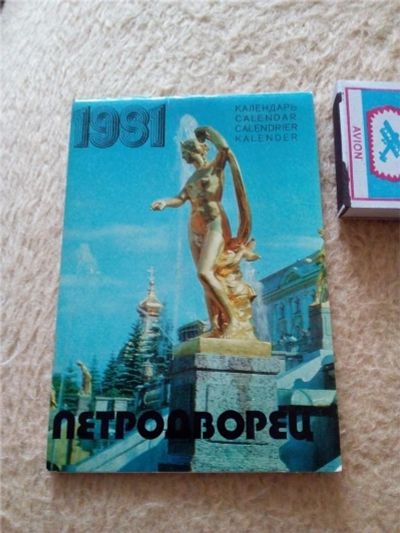 1981
КАЛЕНДАРЬ
CALENDAR
CALENDRIER
KALENDER
ПЕТРОДВОРЕЦ
AVION